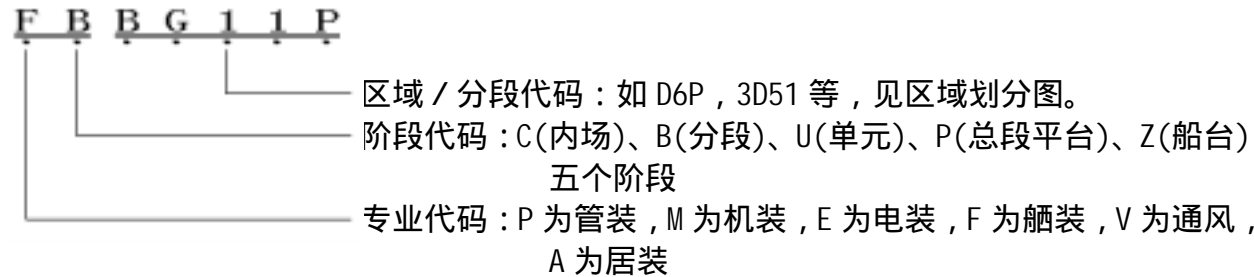 F B B G 1 1 P
区域/分段代码：如 D6P，3D51 等，见区域划分图。
阶段代码：C(内场)、B(分段)、U(单元)、P(总段平台)、Z(船台)
五个阶段
专业代码：P 为管装，M 为机装，E 为电装，F 为舾装，V 为通风，
A 为居装